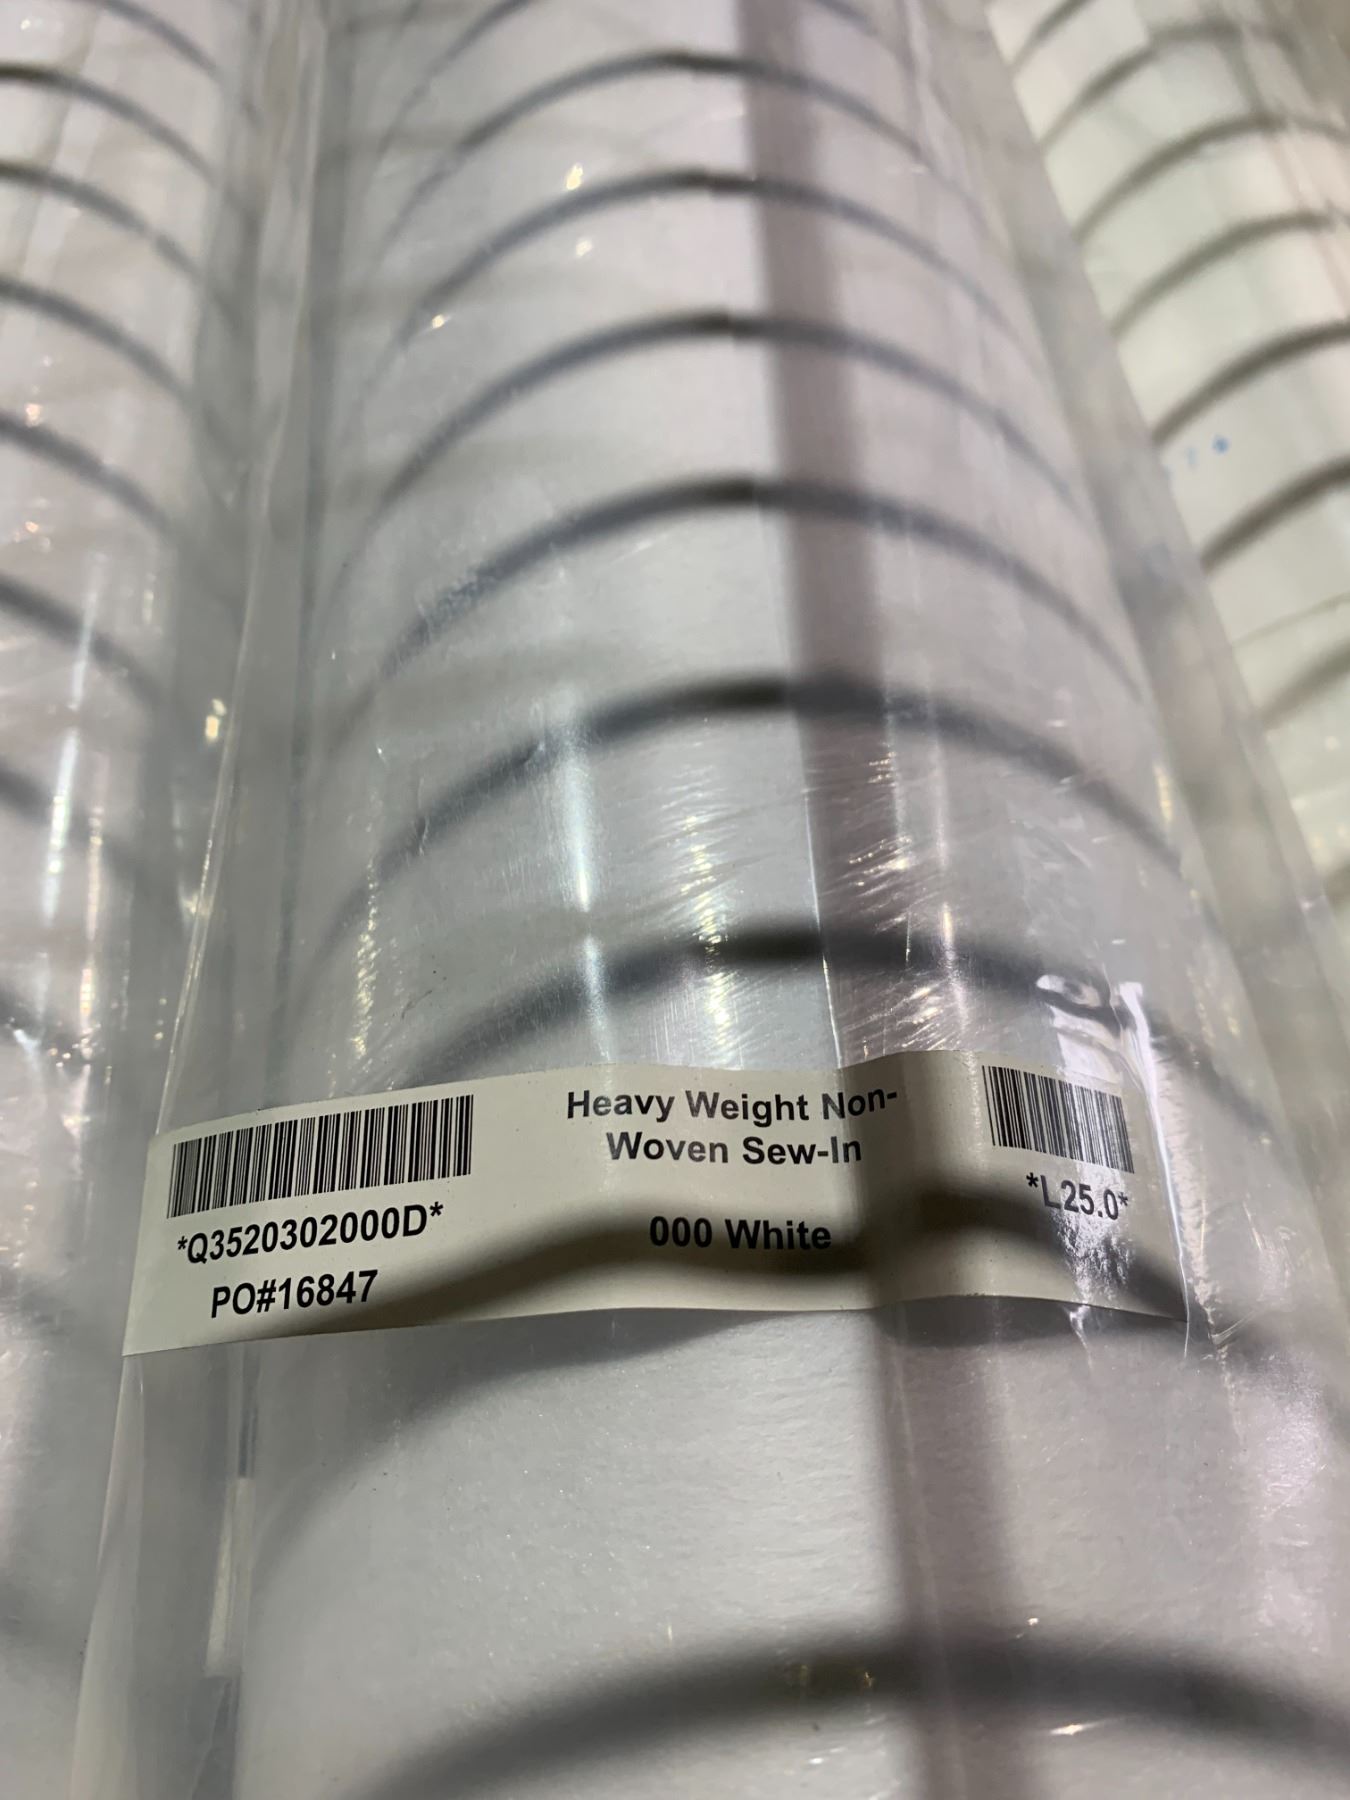 Heavy Weight Non-
Woven Sew-In
000 White
*Q3520302000D*
PO#16847
*L25.0*